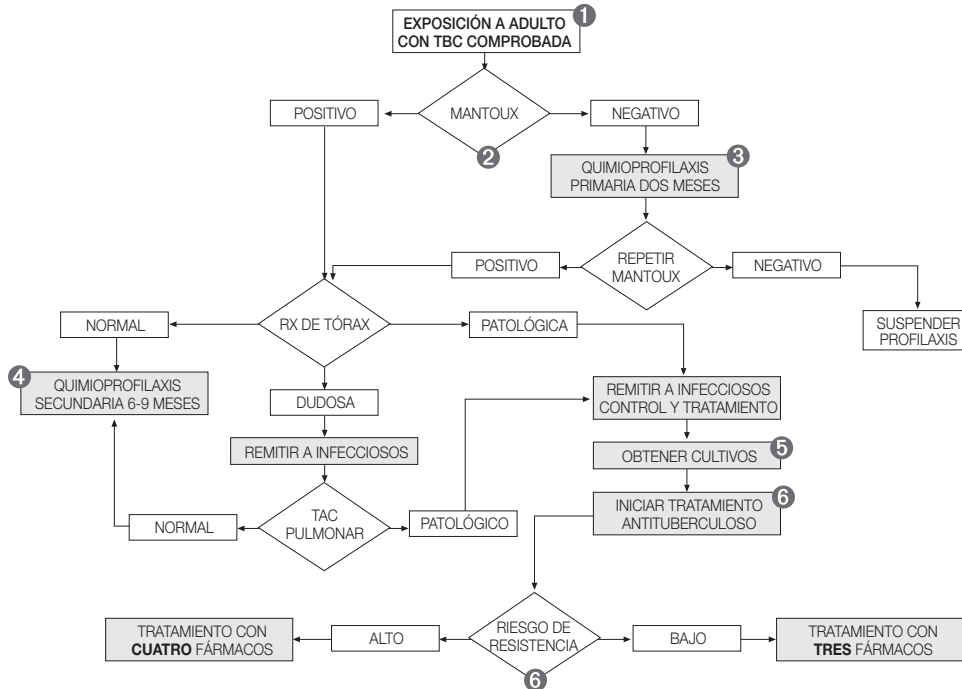 1
EXPOSICIÓN A ADULTO
CON TBC COMPROBADA
POSITIVO
MANTOUX
NEGATIVO
2
3
QUIMIOPROFILAXIS
PRIMARIA DOS MESES
POSITIVO
REPETIR
MANTOUX
NEGATIVO
NORMAL
RX DE TÓRAX
PATOLÓGICA
SUSPENDER
PROFILAXIS
4
QUIMIOPROFILAXIS
SECUNDARIA 6-9 MESES
DUDOSA
REMITIR A INFECCIOSOS
CONTROL Y TRATAMIENTO
REMITIR A INFECCIOSOS
OBTENER CULTIVOS
5
NORMAL
TAC
PULMONAR
PATOLÓGICO
INICIAR TRATAMIENTO
ANTITUBERCULOSO
6
TRATAMIENTO CON
CUATRO FÁRMACOS
ALTO
RIESGO DE
RESISTENCIA
BAJO
TRATAMIENTO CON
TRES FÁRMACOS
6